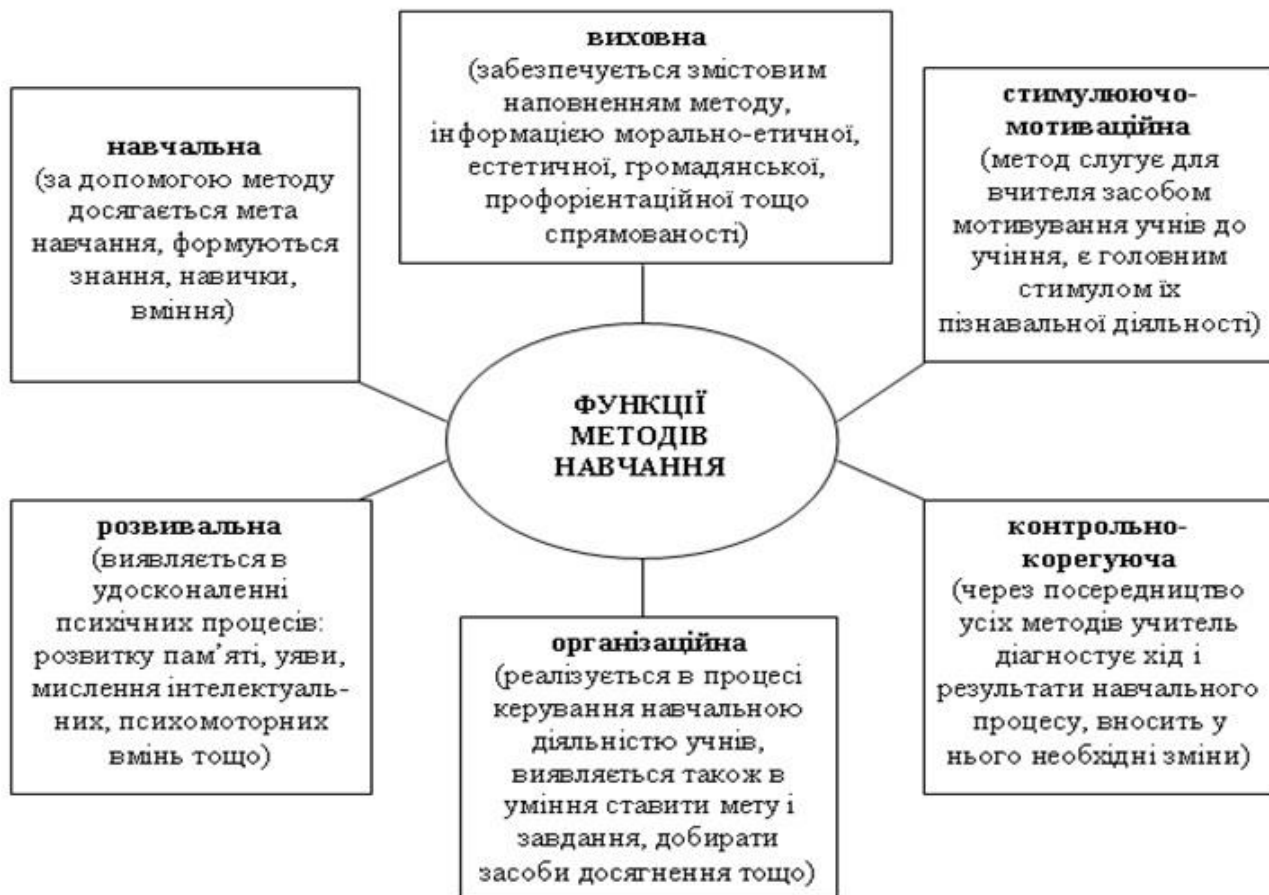 виховна
(забезпечується змістовим
наповненням методу,
інформацією морально-етичної,
естетичної, громадянської,
профорієнтаційної тощо
спрямованості)
навчальна
(за допомогою методу
досягається мета
навчання, формуються
знання, навички,
вміння)
стимулюючо-
мотиваційна
(метод слугує для
вчителя засобом
мотивування учнів до
учіння, є головним
стимулом їх
пізнавальної діяльності)
ФУНКЦІЇ
МЕТОДІВ
НАВЧАННЯ
розвивальна
(виявляється в
удосконаленні
психічних процесів:
розвитку пам’яті, уяви,
мислення інтелектуаль-
них, психомоторних
вмінь тощо)
організаційна
(реалізується в процесі
керування навчальною
діяльністю учнів,
виявляється також в
уміння ставити мету і
завдання, добирати
засоби досягнення тощо)
контрольно-
корегуюча
(через посередництво
усіх методів учитель
діагностує хід і
результати навчального
процесу, вносить у
нього необхідні зміни)